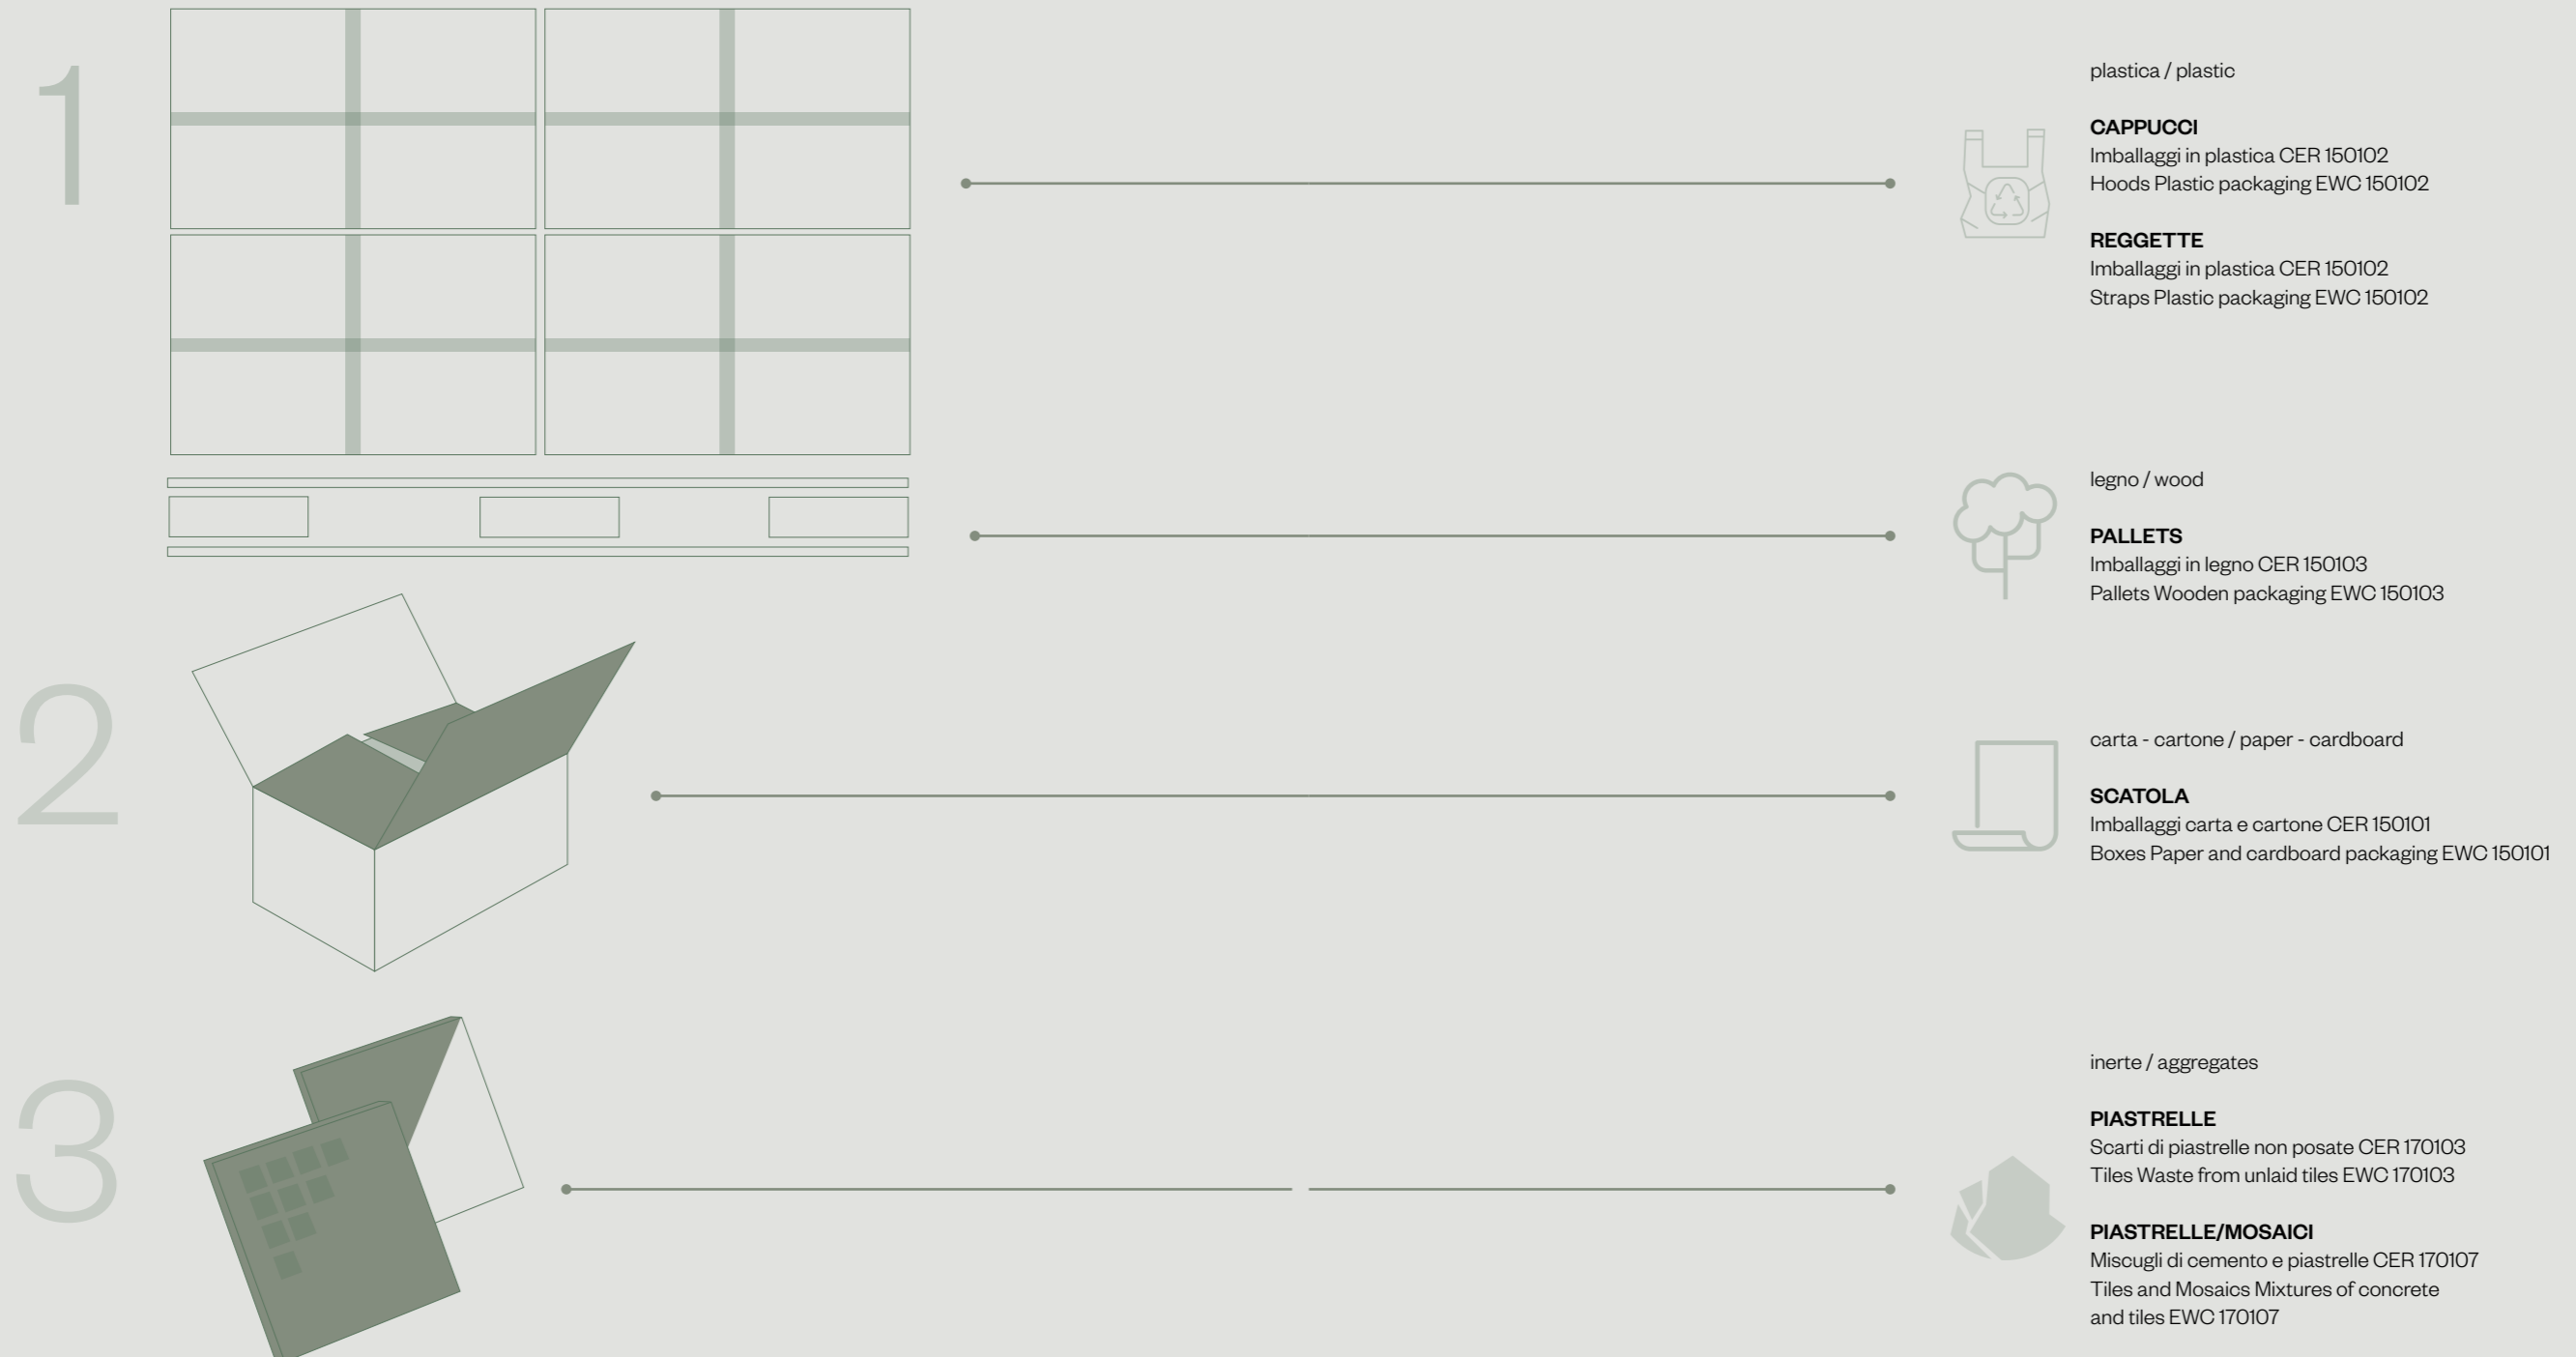 1
plastica / plastic
CAPPUCCI
Imballaggi in plastica CER 150102
Hoods Plastic packaging EWC 150102
REGGETTE
Imballaggi in plastica CER 150102
Straps Plastic packaging EWC 150102
legno / wood
PALLETS
Imballaggi in legno CER 150103
Pallets Wooden packaging EWC 150103
2
carta - cartone / paper - cardboard
SCATOLA
Imballaggi carta e cartone CER 150101
Boxes Paper and cardboard packaging EWC 150101
3
inerte / aggregates
PIASTRELLE
Scarti di piastrelle non posate CER 170103
Tiles Waste from unlaid tiles EWC 170103
PIASTRELLE/MOSAICI
Miscugli di cemento e piastrelle CER 170107
Tiles and Mosaics Mixtures of concrete
and tiles EWC 170107